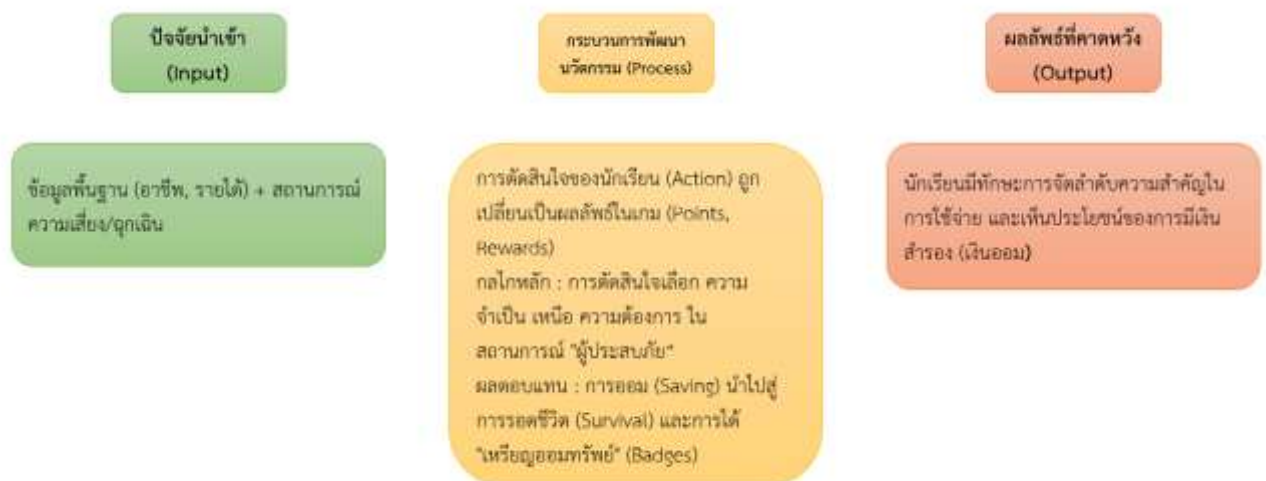 ปัจจัยนำเข้า
(Input)
กระบวนการพัฒนา
นวัตกรรม (Process)
ผลลัพธ์ที่คาดหวัง
(Output)
ข้อมูลพื้นฐาน (อาชีพ, รายได้) + สถานการณ์
ความเสี่ยง/ฉุกเฉิน
การตัดสินใจของนักเรียน (Action) ถูก
เปลี่ยนเป็นผลลัพธ์ในเกม (Points,
Rewards)
กลไกหลัก : การตัดสินใจเลือก ความ
จำเป็น เหนือ ความต้องการ ใน
สถานการณ์ "ผู้ประสบภัย"
ผลตอบแทน : การออม (Saving) นำไปสู่
การรอดชีวิต (Survival) และการได้
"เหรียญออมทรัพย์" (Badges)
นักเรียนมีทักษะการจัดลำดับความสำคัญใน
การใช้จ่าย และเห็นประโยชน์ของการมีเงิน
สำรอง (เงินออม)